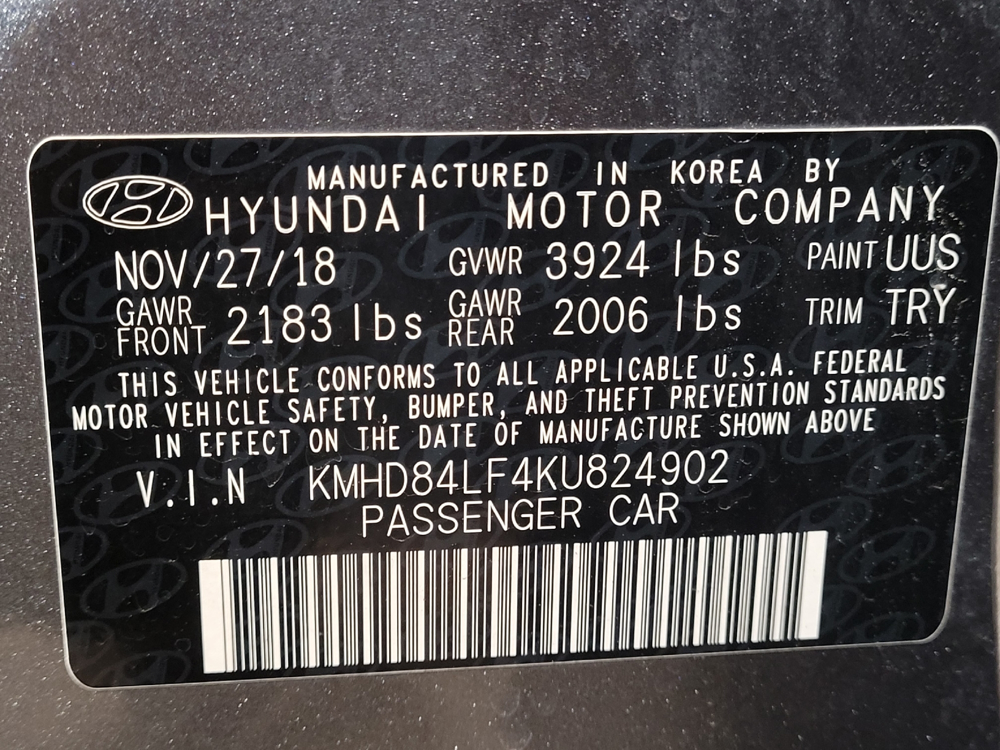 MANUFACTURED IN KOREA BY
HYUNDAI MOTOR COMPANY
NOV/27/18 GVWR 3924 lbs PAINT UUS
GAWR FRONT 2183 lbs GAWR REAR 2006 lbs TRIM TRY
THIS VEHICLE CONFORMS TO ALL APPLICABLE U.S.A. FEDERAL
MOTOR VEHICLE SAFETY, BUMPER, AND THEFT PREVENTION STANDARDS
IN EFFECT ON THE DATE OF MANUFACTURE SHOWN ABOVE
V.I.N KMHD84LF4KU824902
PASSENGER CAR